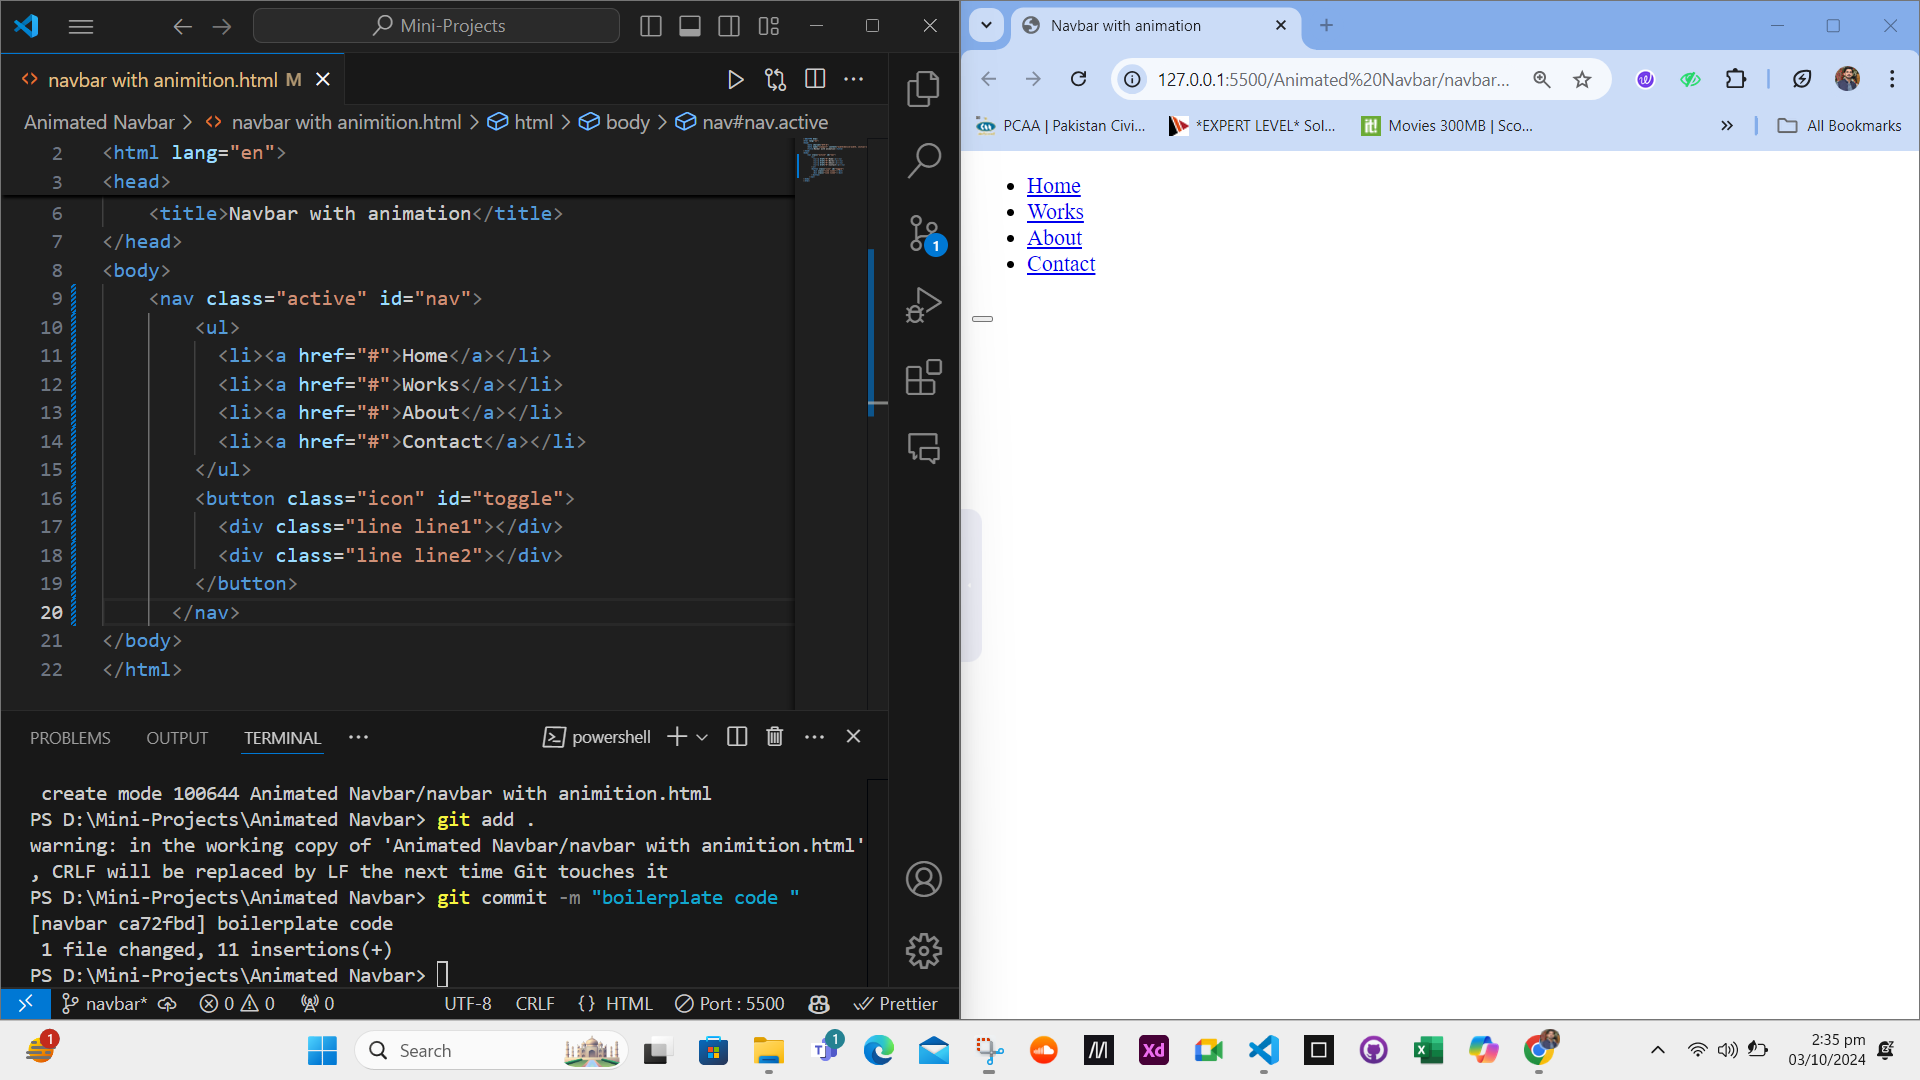 Mini-Projects
navbar with animition.html M
Animated Navbar > navbar with animition.html > html > body > nav#nav.active
2 <html lang="en">
3 <head>
6 <title>Navbar with animation</title>
7 </head>
8 <body>
9 <nav class="active" id="nav">
10 <ul>
11 <li><a href="#">Home</a></li>
12 <li><a href="#">Works</a></li>
13 <li><a href="#">About</a></li>
14 <li><a href="#">Contact</a></li>
15 </ul>
16 <button class="icon" id="toggle">
17 <div class="line line1"></div>
18 <div class="line line2"></div>
19 </button>
20 </nav>
21 </body>
22 </html>
1
PROBLEMS OUTPUT TERMINAL ··· powershell
create mode 100644 Animated Navbar/navbar with animition.html
PS D:\Mini-Projects\Animated Navbar> git add .
warning: in the working copy of 'Animated Navbar/navbar with animition.html'
, CRLF will be replaced by LF the next time Git touches it
PS D:\Mini-Projects\Animated Navbar> git commit -m "boilerplate code "
[navbar ca72fbd] boilerplate code
1 file changed, 11 insertions(+)
PS D:\Mini-Projects\Animated Navbar>
navbar* 0 0 0 UTF-8 CRLF {} HTML Port : 5500 Prettier
Navbar with animation
127.0.0.1:5500/Animated%20Navbar/navbar...
PCAA | Pakistan Civi... *EXPERT LEVEL* Sol... it! Movies 300MB | Sco... » All Bookmarks
Home
Works
About
Contact
1 Search 1 Xd 2:35 pm
03/10/2024